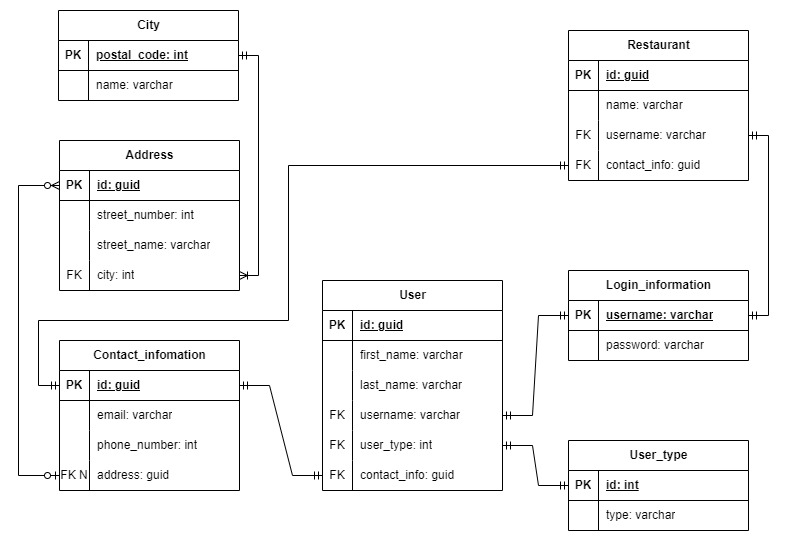 City
PK postal_code: int
name: varchar
Address
PK id: guid
street_number: int
street_name: varchar
FK city: int
Contact_infomation
PK id: guid
email: varchar
phone_number: int
FK N address: guid
User
PK id: guid
first_name: varchar
last_name: varchar
FK username: varchar
FK user_type: int
FK contact_info: guid
Restaurant
PK id: guid
name: varchar
FK username: varchar
FK contact_info: guid
Login_information
PK username: varchar
password: varchar
User_type
PK id: int
type: varchar